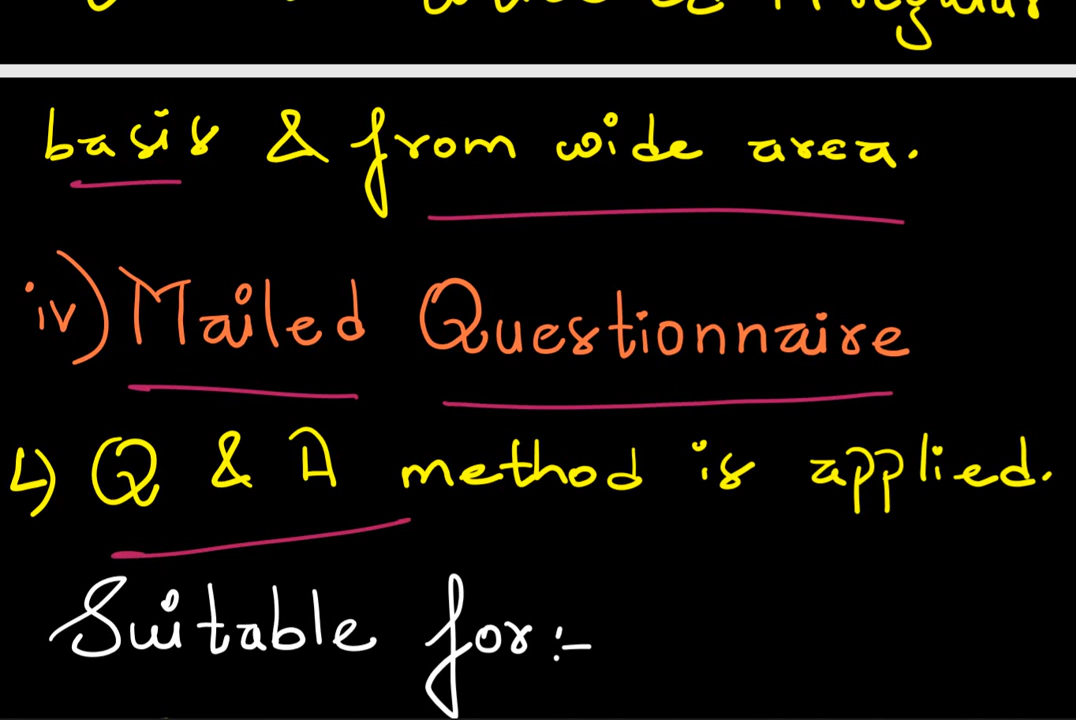 basis & from wide area.
iv) Mailed Questionnaire
L) Q & A method is applied.
Suitable for :-